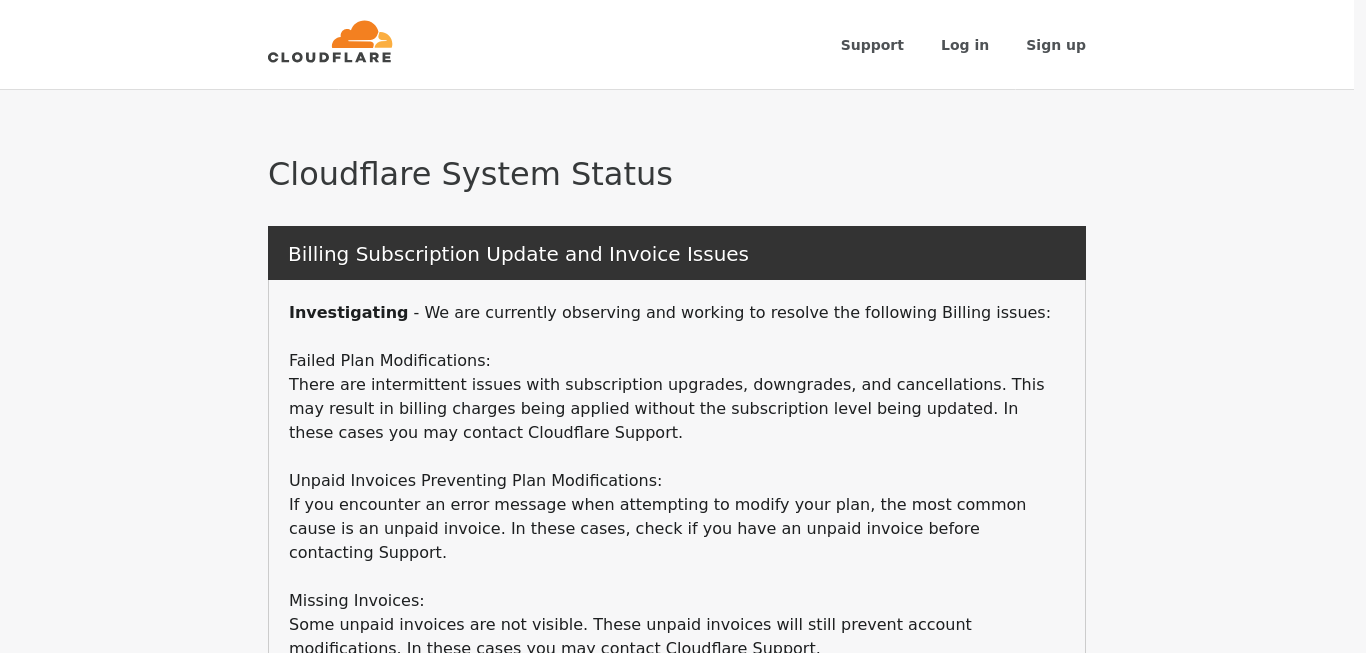 CLOUDFLARE
Support
Log in
Sign up
Cloudflare System Status
Billing Subscription Update and Invoice Issues
Investigating - We are currently observing and working to resolve the following Billing issues:
Failed Plan Modifications:
There are intermittent issues with subscription upgrades, downgrades, and cancellations. This
may result in billing charges being applied without the subscription level being updated. In
these cases you may contact Cloudflare Support.
Unpaid Invoices Preventing Plan Modifications:
If you encounter an error message when attempting to modify your plan, the most common
cause is an unpaid invoice. In these cases, check if you have an unpaid invoice before
contacting Support.
Missing Invoices:
Some unpaid invoices are not visible. These unpaid invoices will still prevent account
modifications. In these cases you may contact Cloudflare Support.